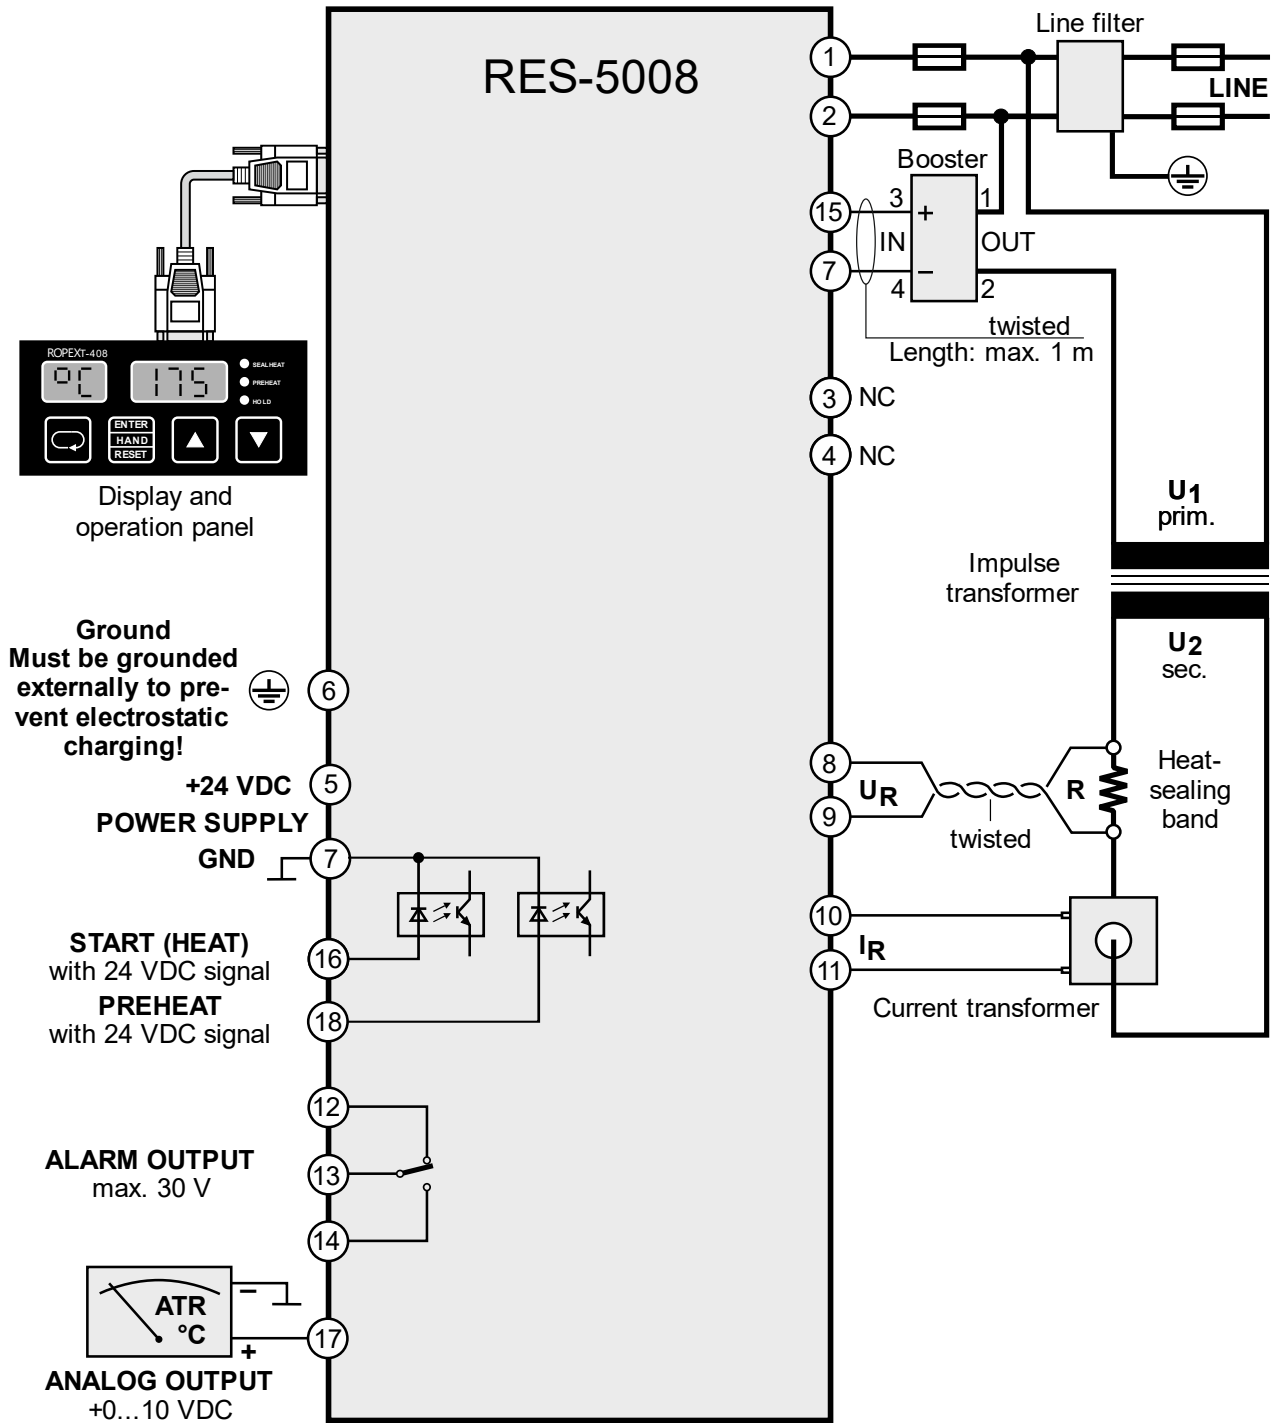 RES-5008
Line filter
1
LINE
2
Booster
15
3
+
1
IN
OUT
7
–
4
2
twisted
Length: max. 1 m
3
NC
4
NC
ROPEXT-408
°C
175
SEALHEAT
PREHEAT
HOLD
ENTER
HAND
RESET
Display and
operation panel
U1
prim.
Impulse
transformer
U2
sec.
Ground
Must be grounded
externally to pre-
vent electrostatic
charging!
6
+24 VDC
5
POWER SUPPLY
GND
7
START (HEAT)
with 24 VDC signal
16
PREHEAT
with 24 VDC signal
18
8
UR
9
twisted
R
Heat-
sealing
band
10
IR
11
Current transformer
12
ALARM OUTPUT
max. 30 V
13
14
ATR
°C
–
+
17
ANALOG OUTPUT
+0...10 VDC